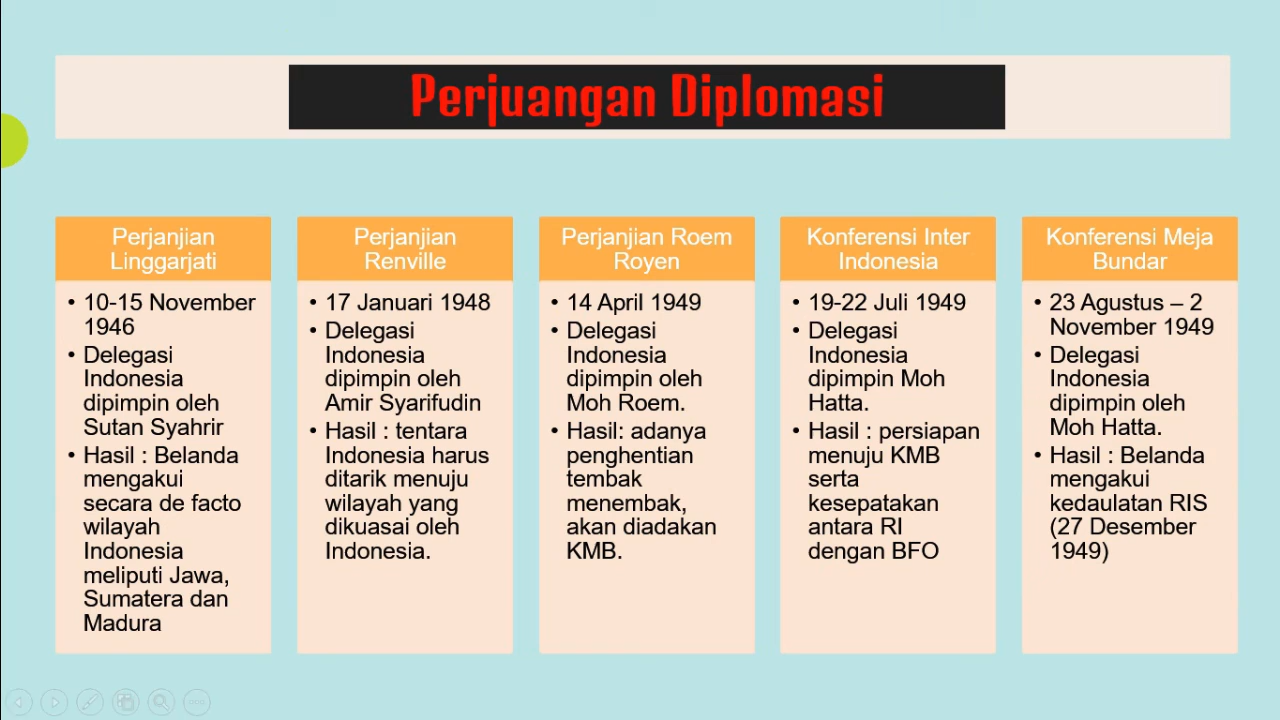 Perjuangan Diplomasi
Perjanjian
Linggarjati
• 10-15 November
1946
• Delegasi
Indonesia
dipimpin oleh
Sutan Syahrir
• Hasil : Belanda
mengakui
secara de facto
wilayah
Indonesia
meliputi Jawa,
Sumatera dan
Madura
Perjanjian
Renville
• 17 Januari 1948
• Delegasi
Indonesia
dipimpin oleh
Amir Syarifudin
• Hasil : tentara
Indonesia harus
ditarik menuju
wilayah yang
dikuasai oleh
Indonesia.
Perjanjian Roem
Royen
• 14 April 1949
• Delegasi
Indonesia
dipimpin oleh
Moh Roem.
• Hasil: adanya
penghentian
tembak
menembak,
akan diadakan
KMB.
Konferensi Inter
Indonesia
• 19-22 Juli 1949
• Delegasi
Indonesia
dipimpin Moh
Hatta.
• Hasil : persiapan
menuju KMB
serta
kesepatakan
antara RI
dengan BFO
Konferensi Meja
Bundar
• 23 Agustus – 2
November 1949
• Delegasi
Indonesia
dipimpin oleh
Moh Hatta.
• Hasil : Belanda
mengakui
kedaulatan RIS
(27 Desember
1949)